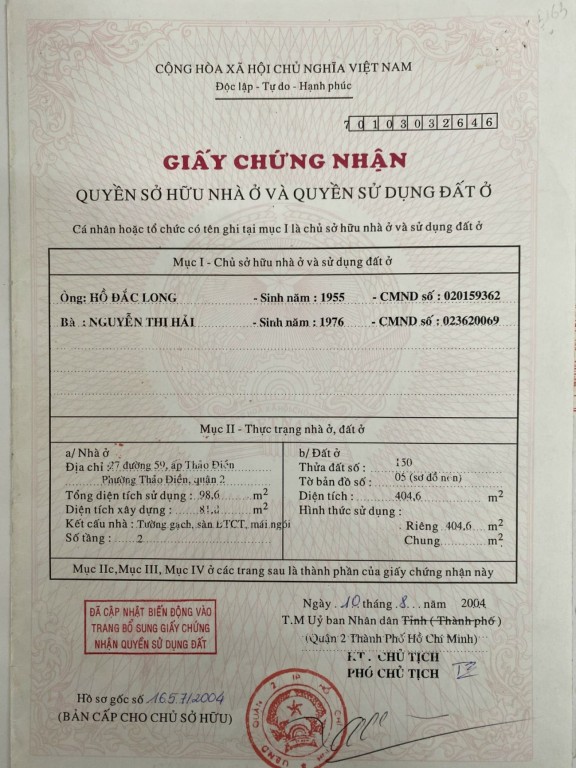 CỘNG HÒA XÃ HỘI CHỦ NGHĨA VIỆT NAM
Độc lập - Tự do - Hạnh phúc
701030 32646
GIẤY CHỨNG NHẬN
QUYỀN SỞ HỮU NHÀ Ở VÀ QUYỀN SỬ DỤNG ĐẤT Ở
Cá nhân hoặc tổ chức có tên ghi tại mục I là chủ sở hữu nhà ở và sử dụng đất ở
Mục I - Chủ sở hữu nhà ở và sử dụng đất ở
Ông: HỒ ĐẮC LONG - Sinh năm : 1955 - CMND số : 020159362
Bà : NGUYỄN THỊ HẢI - Sinh năm : 1976 - CMND số : 023620069
Mục II - Thực trạng nhà ở, đất ở
a/ Nhà ở
Địa chỉ : 27 đường 59, ấp Thảo Điền
Phường Thảo Điền, quận 2
Tổng diện tích sử dụng : 98,6 m2
Diện tích xây dựng : m2
Kết cấu nhà : Tường gạch, sàn BTCT, mái ngói
Số tầng : 2
b/ Đất ở
Thửa đất số : 150
Tờ bản đồ số : 05 (sơ đồ nền)
Diện tích : 404,6 m2
Hình thức sử dụng :
Riêng 404,6 m2
Chung m2
Mục IIc,Mục III, Mục IV ở các trang sau là thành phần của giấy chứng nhận này
ĐÃ CẬP NHẬT BIẾN ĐỘNG VÀO
TRANG BỔ SUNG GIẤY CHỨNG
NHẬN QUYỀN SỬ DỤNG ĐẤT
Hồ sơ gốc số 1657/2004
(BẢN CẤP CHO CHỦ SỞ HỮU)
Ngày 10 tháng 8 năm 2004
T.M Uỷ ban Nhân dân Tỉnh ( Thành phố )
(Quận 2 Thành Phố Hồ Chí Minh)
KT. CHỦ TỊCH
PHÓ CHỦ TỊCH
UBND QUẬN 2 TP HỒ CHÍ